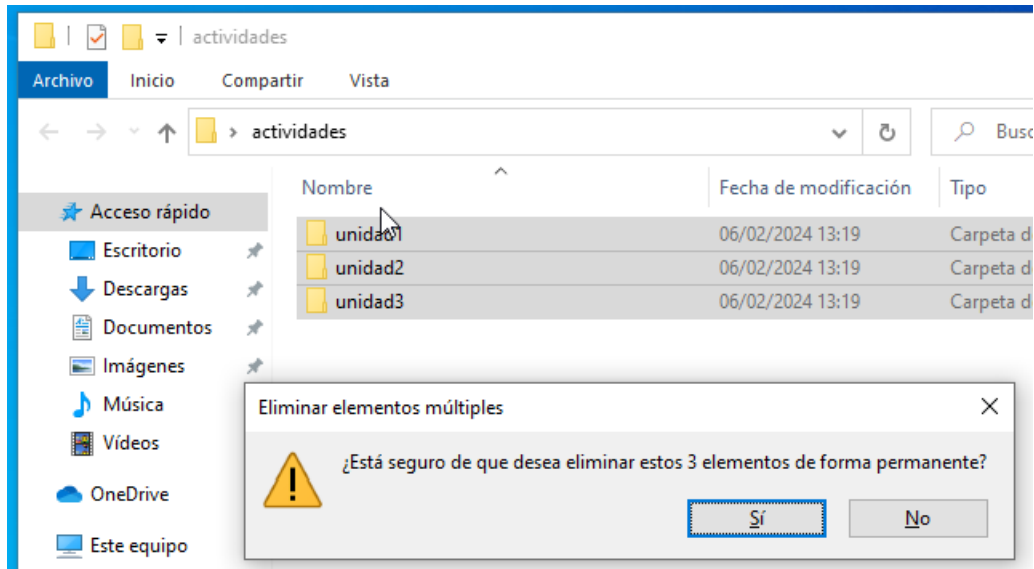 actividades
Archivo Inicio Compartir Vista
actividades Busc
Nombre Fecha de modificación Tipo
Acceso rápido
Escritorio
Descargas
Documentos
Imágenes
Música
Vídeos
OneDrive
Este equipo
unidad1 06/02/2024 13:19 Carpeta d
unidad2 06/02/2024 13:19 Carpeta d
unidad3 06/02/2024 13:19 Carpeta d
Eliminar elementos múltiples
¿Está seguro de que desea eliminar estos 3 elementos de forma permanente?
Sí No